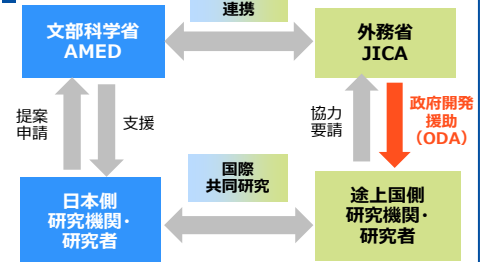 連携
文部科学省
AMED
外務省
JICA
提案
申請
支援
協力
要請
政府開発
援助
（ODA）
国際
共同研究
日本側
研究機関・
研究者
途上国側
研究機関・
研究者